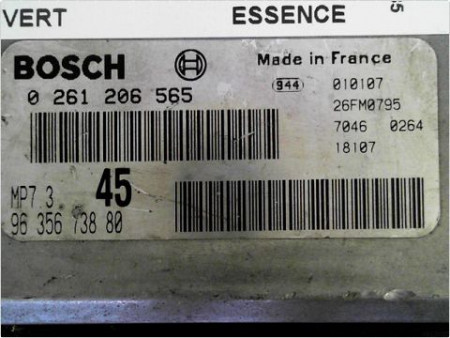 VERT ESSENCE
BOSCH Made in France
944 010107
0 261 206 565
26FM0795
7046 0264
18107
MP7 3 45
96 356 738 80